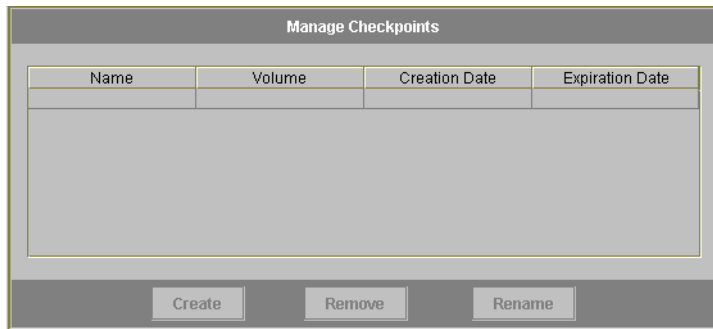 Manage Checkpoints
Name Volume Creation Date Expiration Date
Create Remove Rename